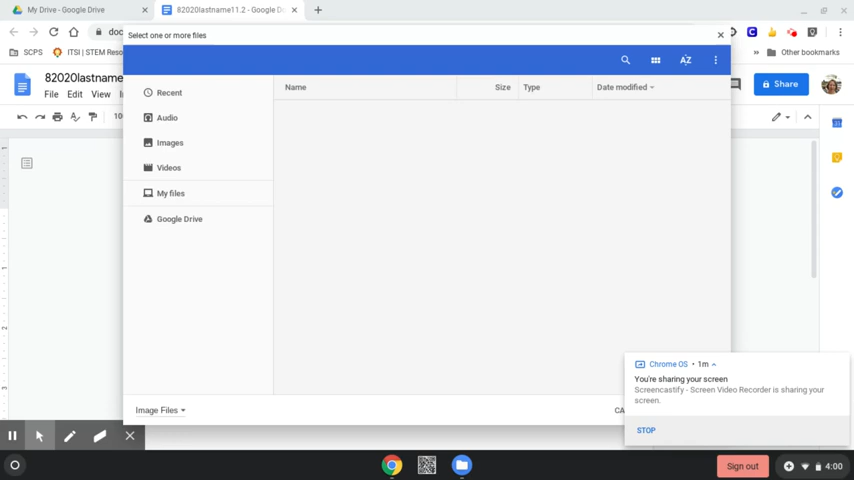 My Drive - Google Drive
82020lastname11.2 - Google D
doc
SCPS
ITSI | STEM Reso
Other bookmarks
Select one or more files
AZ
82020lastname
File Edit View
Share
Name Size Type Date modified
Recent
Audio
Images
Videos
My files
Google Drive
Image Files
CA
Chrome OS • 1m
You're sharing your screen
Screencastify - Screen Video Recorder is sharing your
screen.
STOP
Sign out
4:00